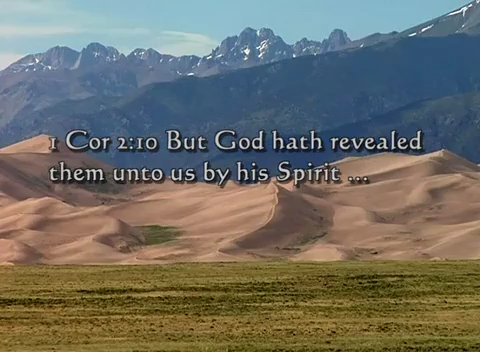 1 Cor 2:10 But God hath revealed
them unto us by his Spirit ...